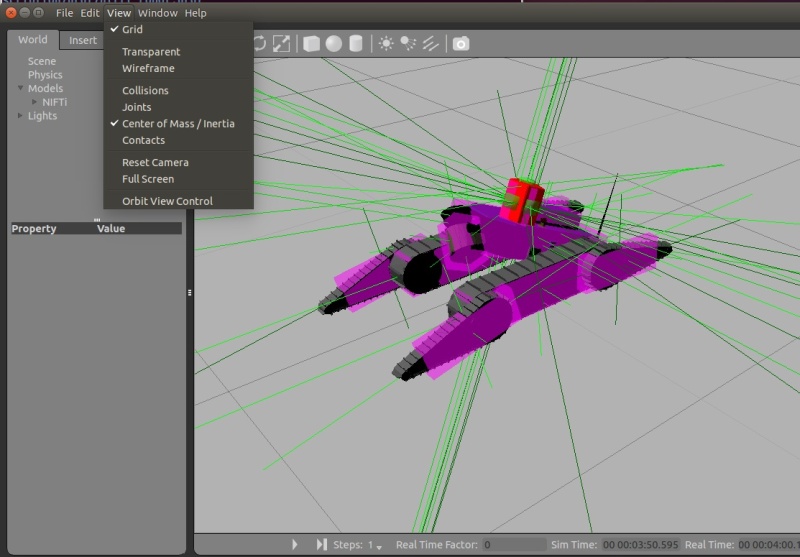 File Edit View Window Help
World Insert
Grid
Transparent
Wireframe
Collisions
Joints
Center of Mass / Inertia
Contacts
Reset Camera
Full Screen
Orbit View Control
Scene
Physics
Models
NIFTi
Lights
Property Value
Steps: 1 Real Time Factor: 0 Sim Time: 00 00:03:50.595 Real Time: 00 00:04:00.1